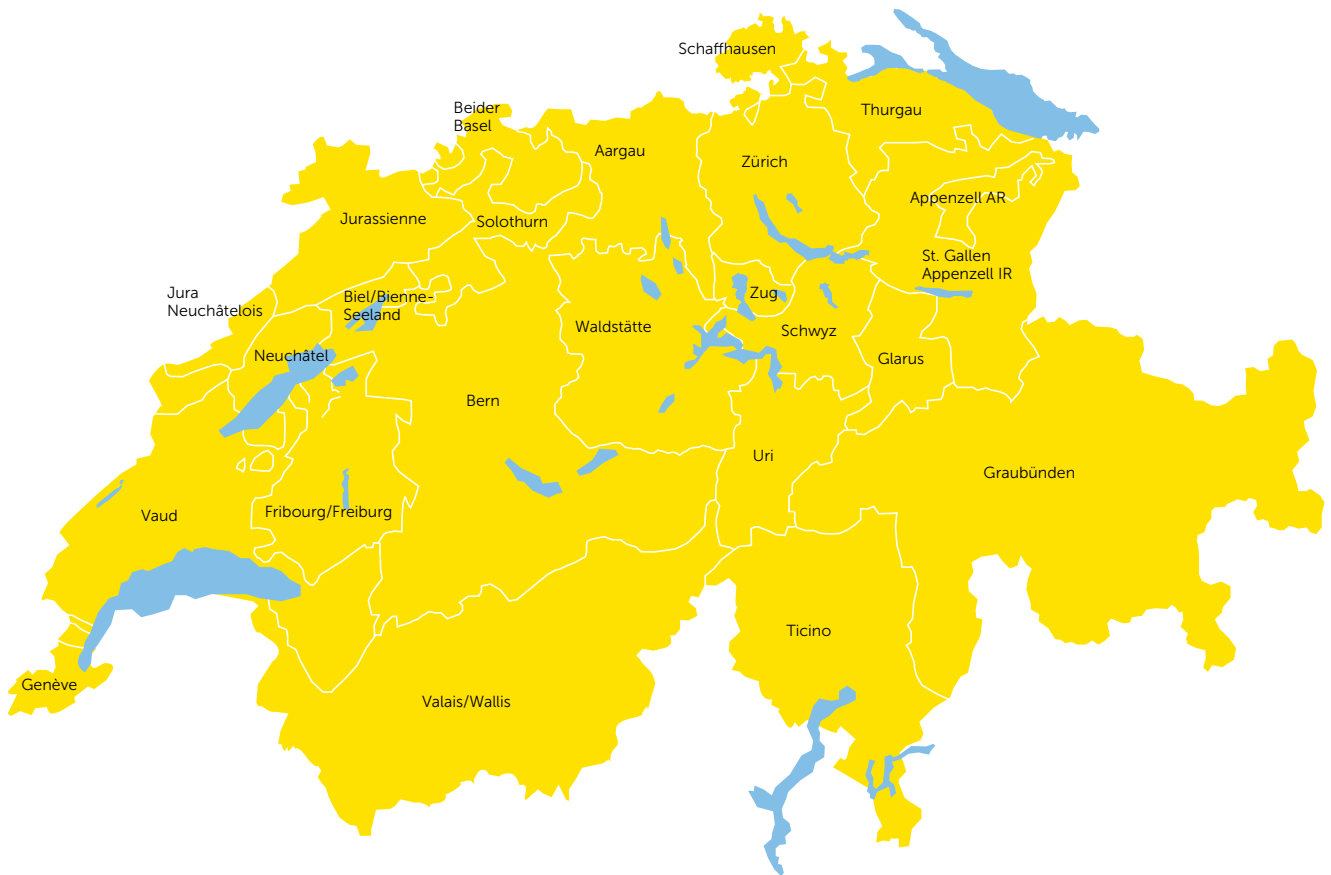 Schaffhausen
Beider
Basel
Thurgau
Aargau
Zürich
Appenzell AR
Jurassienne
Solothurn
St. Gallen
Appenzell IR
Jura
Neuchâtelois
Biel/Bienne-
Seeland
Zug
Waldstätte
Schwyz
Neuchâtel
Glarus
Bern
Uri
Graubünden
Vaud
Fribourg/Freiburg
Ticino
Genève
Valais/Wallis